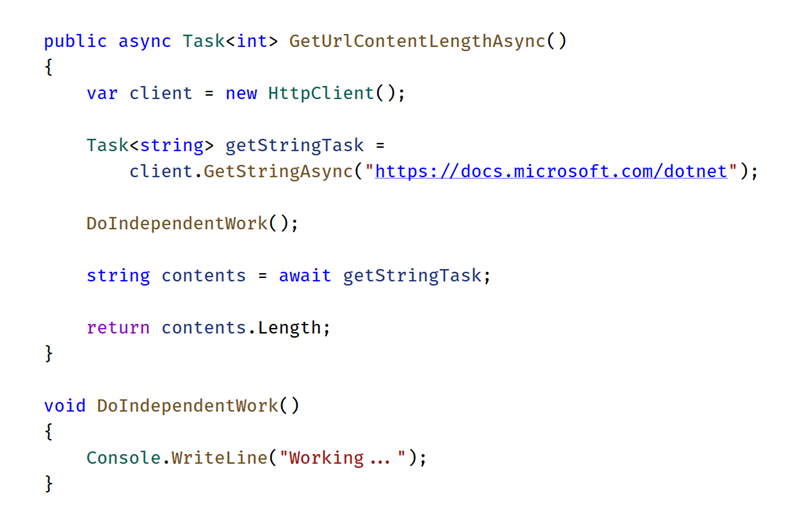 public async Task<int> GetUrlContentLengthAsync()
{
    var client = new HttpClient();

    Task<string> getStringTask =
        client.GetStringAsync("https://docs.microsoft.com/dotnet");

    DoIndependentWork();

    string contents = await getStringTask;

    return contents.Length;
}

void DoIndependentWork()
{
    Console.WriteLine("Working...");
}